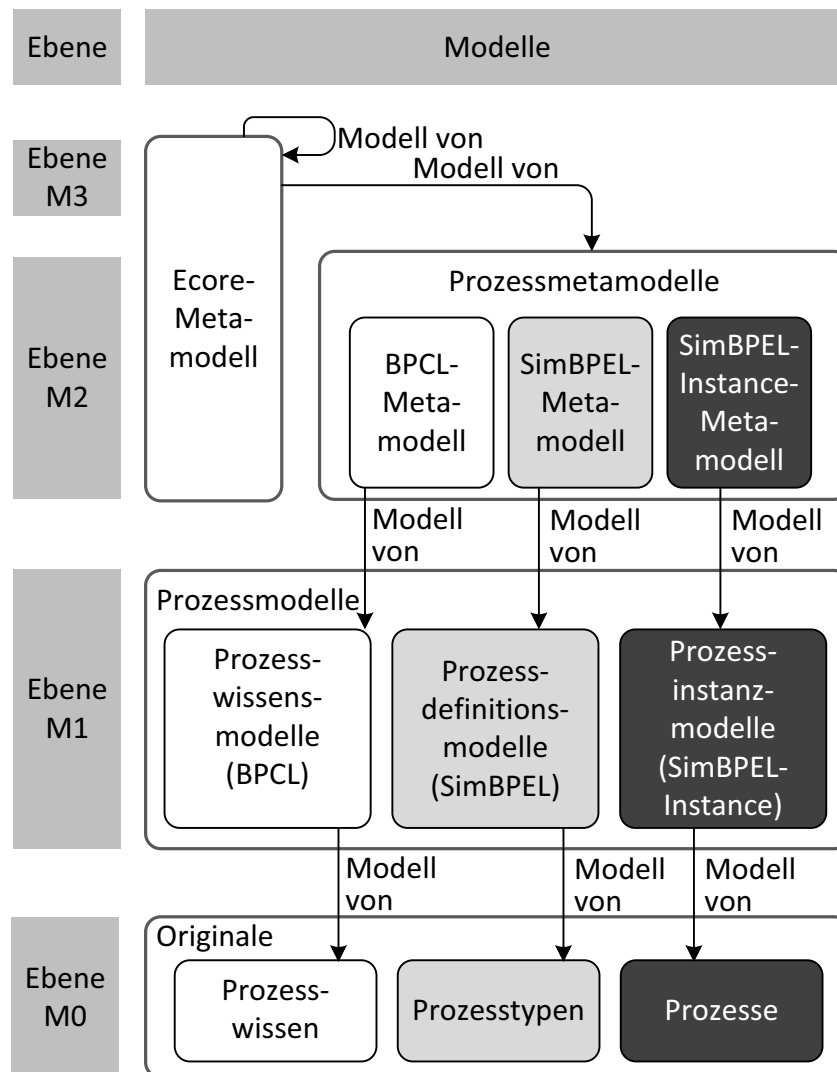 Ebene
Modelle
Ebene
M3
Modell von
Modell von
Ecore-
Meta-
modell
Ebene
M2
Prozessmetamodelle
BPCL-
Meta-
modell
SimBPEL-
Meta-
modell
SimBPEL-
Instance-
Meta-
modell
Modell
von
Modell
von
Modell
von
Ebene
M1
Prozessmodelle
Prozess-
wissens-
modelle
(BPCL)
Prozess-
definitions-
modelle
(SimBPEL)
Prozess-
instanz-
modelle
(SimBPEL-
Instance)
Modell
von
Modell
von
Modell
von
Ebene
M0
Originale
Prozess-
wissen
Prozesstypen
Prozesse